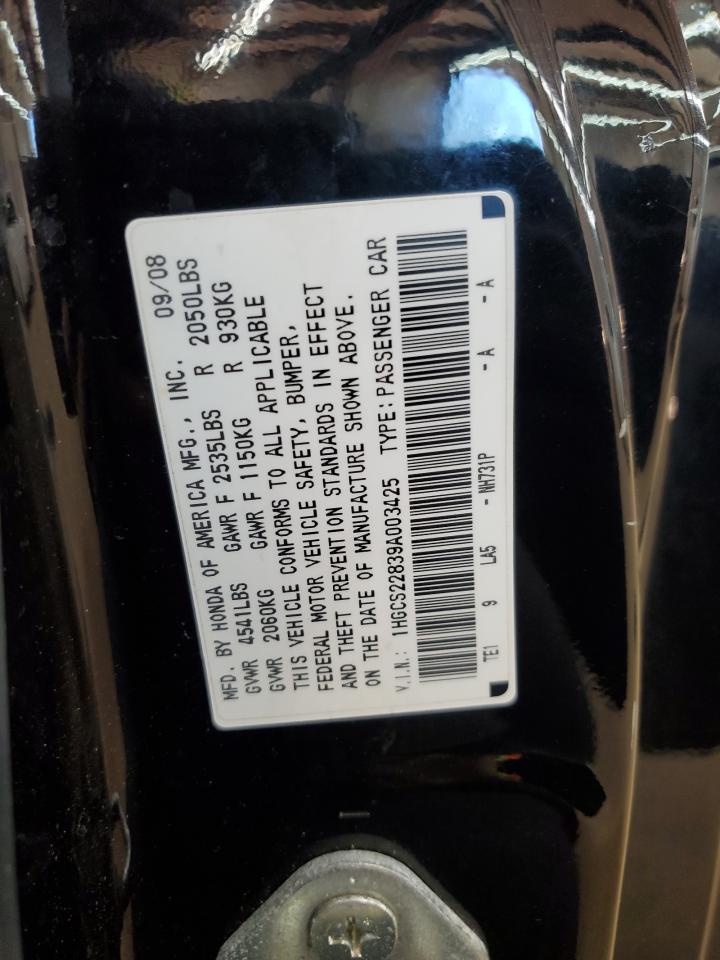 MFD. BY HONDA OF AMERICA MFG., INC. 09/08
GVWR 4541LBS GAWR F 2535LBS R 2050LBS
GVWR 2060KG GAWR F 1150KG R 930KG
THIS VEHICLE CONFORMS TO ALL APPLICABLE
FEDERAL MOTOR VEHICLE SAFETY, BUMPER,
AND THEFT PREVENTION STANDARDS IN EFFECT
ON THE DATE OF MANUFACTURE SHOWN ABOVE.
V.I.N.: 1HGCS22839A003425 TYPE: PASSENGER CAR
TE1 9 LA5 - NH731P - A - A